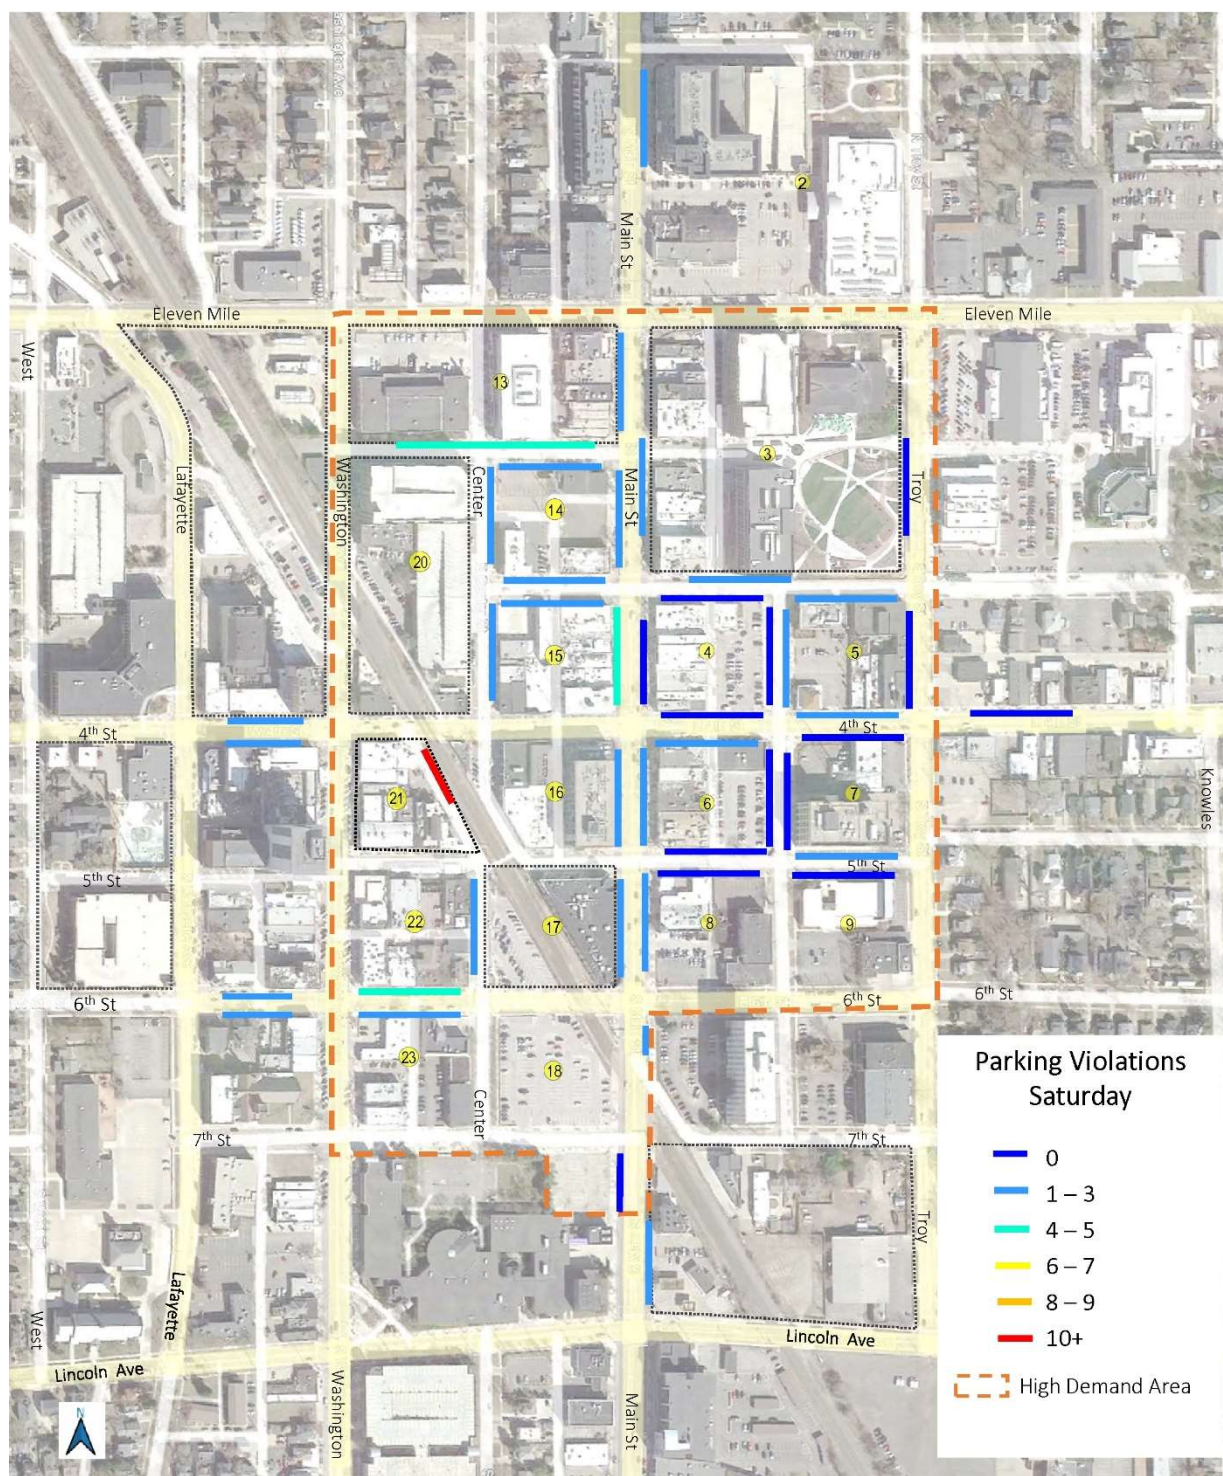 Washington Ave
N Troy St
2
Main St
Eleven Mile
Eleven Mile
West
13
3
Lafayette
Washington
Center
Main St
Troy
14
20
15
4
5
4th St
4th St
21
16
6
7
Knowles
5th St
5th St
22
17
8
9
6th St
6th St
6th St
23
18
Center
7th St
7th St
Troy
West
Lafayette
Lincoln Ave
Lincoln Ave
Washington
Main St
N
Parking Violations
Saturday
0
1 – 3
4 – 5
6 – 7
8 – 9
10+
High Demand Area